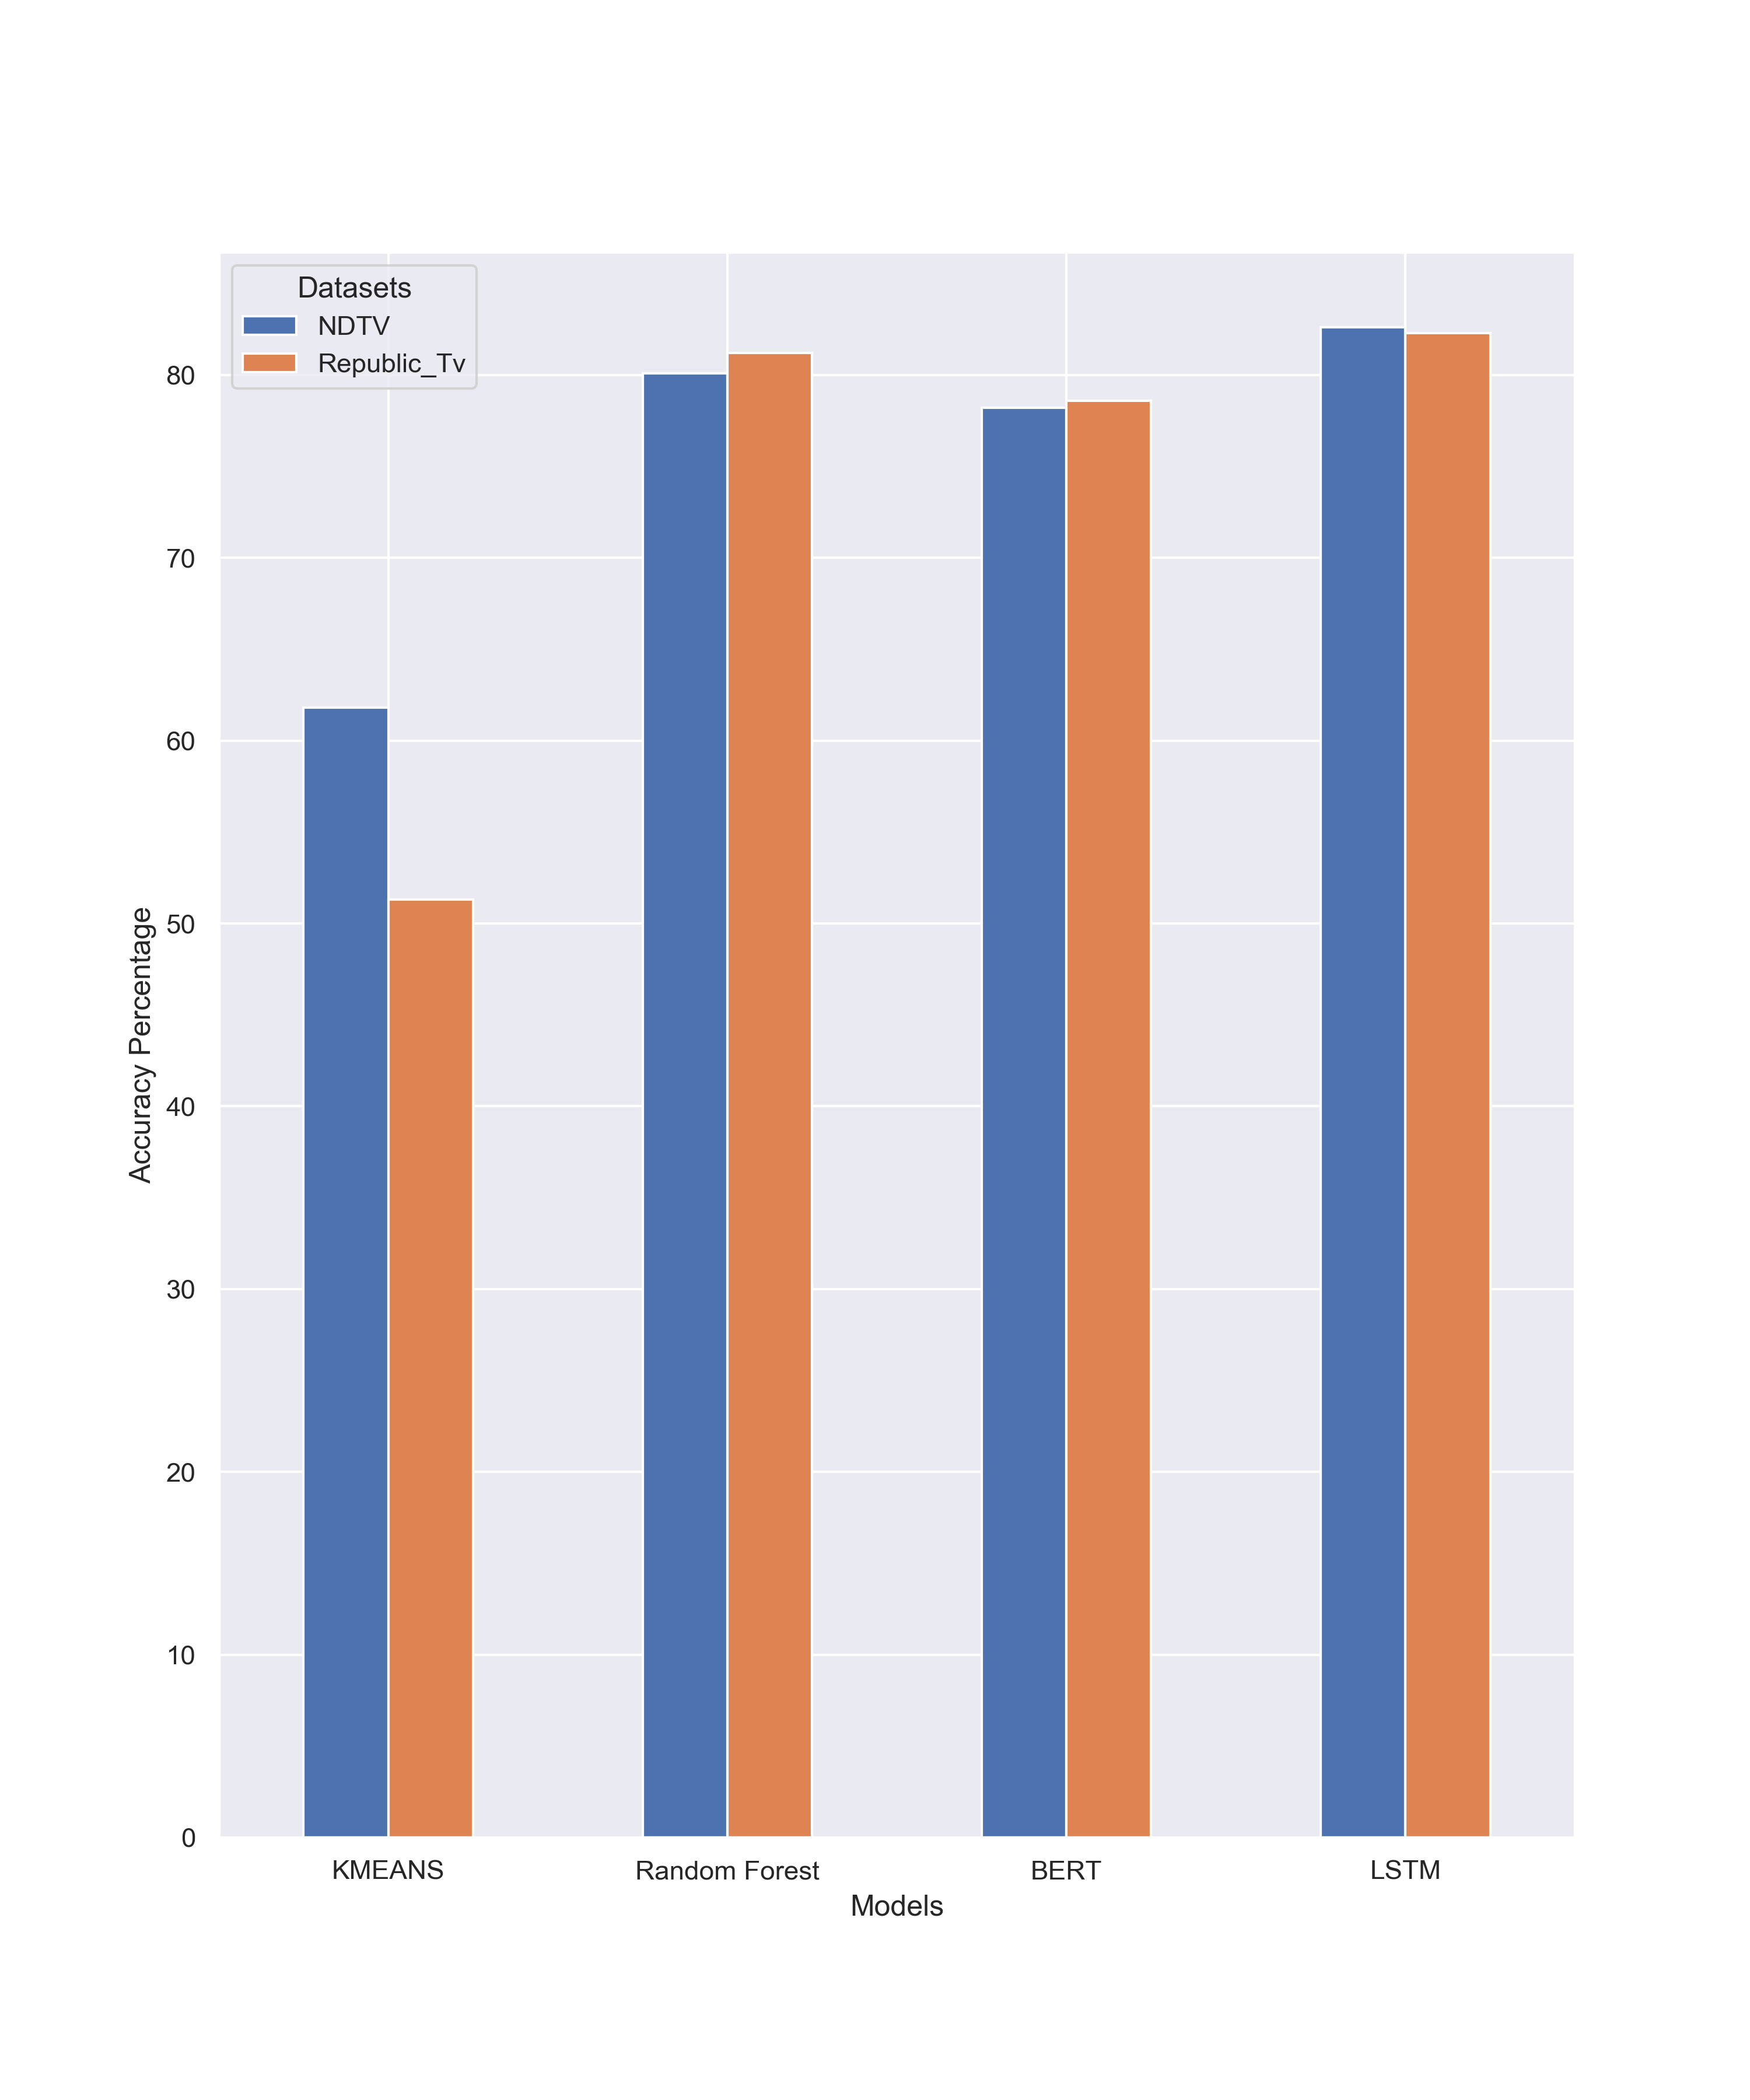 Datasets
NDTV
Republic_Tv
80
70
60
50
40
30
20
10
0
Accuracy Percentage
KMEANS Random Forest BERT LSTM
Models